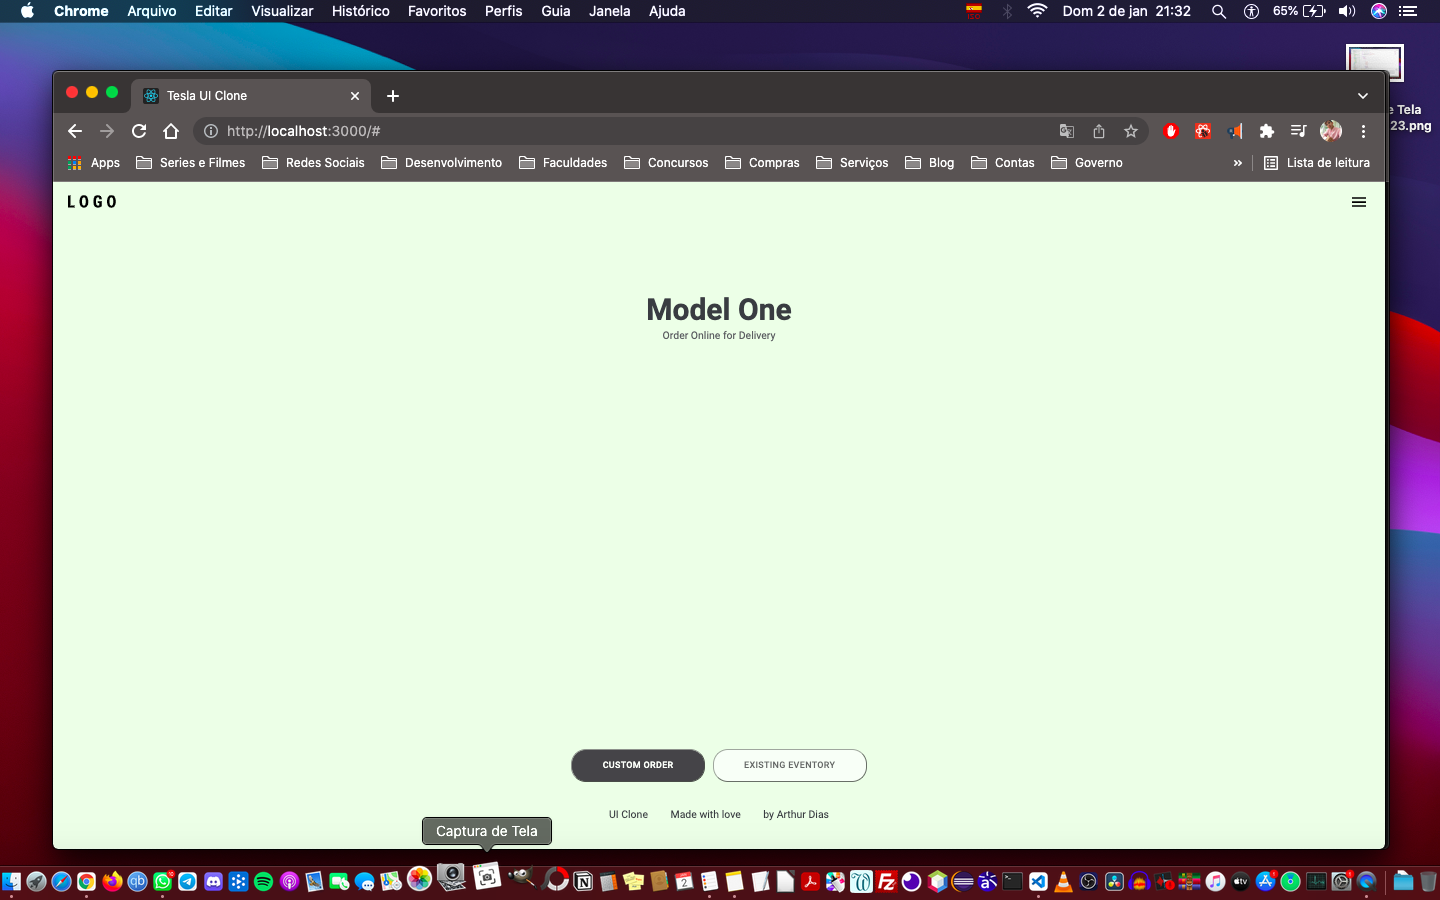 Chrome Arquivo Editar Visualizar Histórico Favoritos Perfis Guia Janela Ajuda Dom 2 de jan 21:32 65%
e Tela
23.png
Tesla UI Clone
http://localhost:3000/#
Apps Series e Filmes Redes Sociais Desenvolvimento Faculdades Concursos Compras Serviços Blog Contas Governo » Lista de leitura
LOGO
Model One
Order Online for Delivery
CUSTOM ORDER EXISTING EVENTORY
UI Clone Made with love by Arthur Dias
Captura de Tela